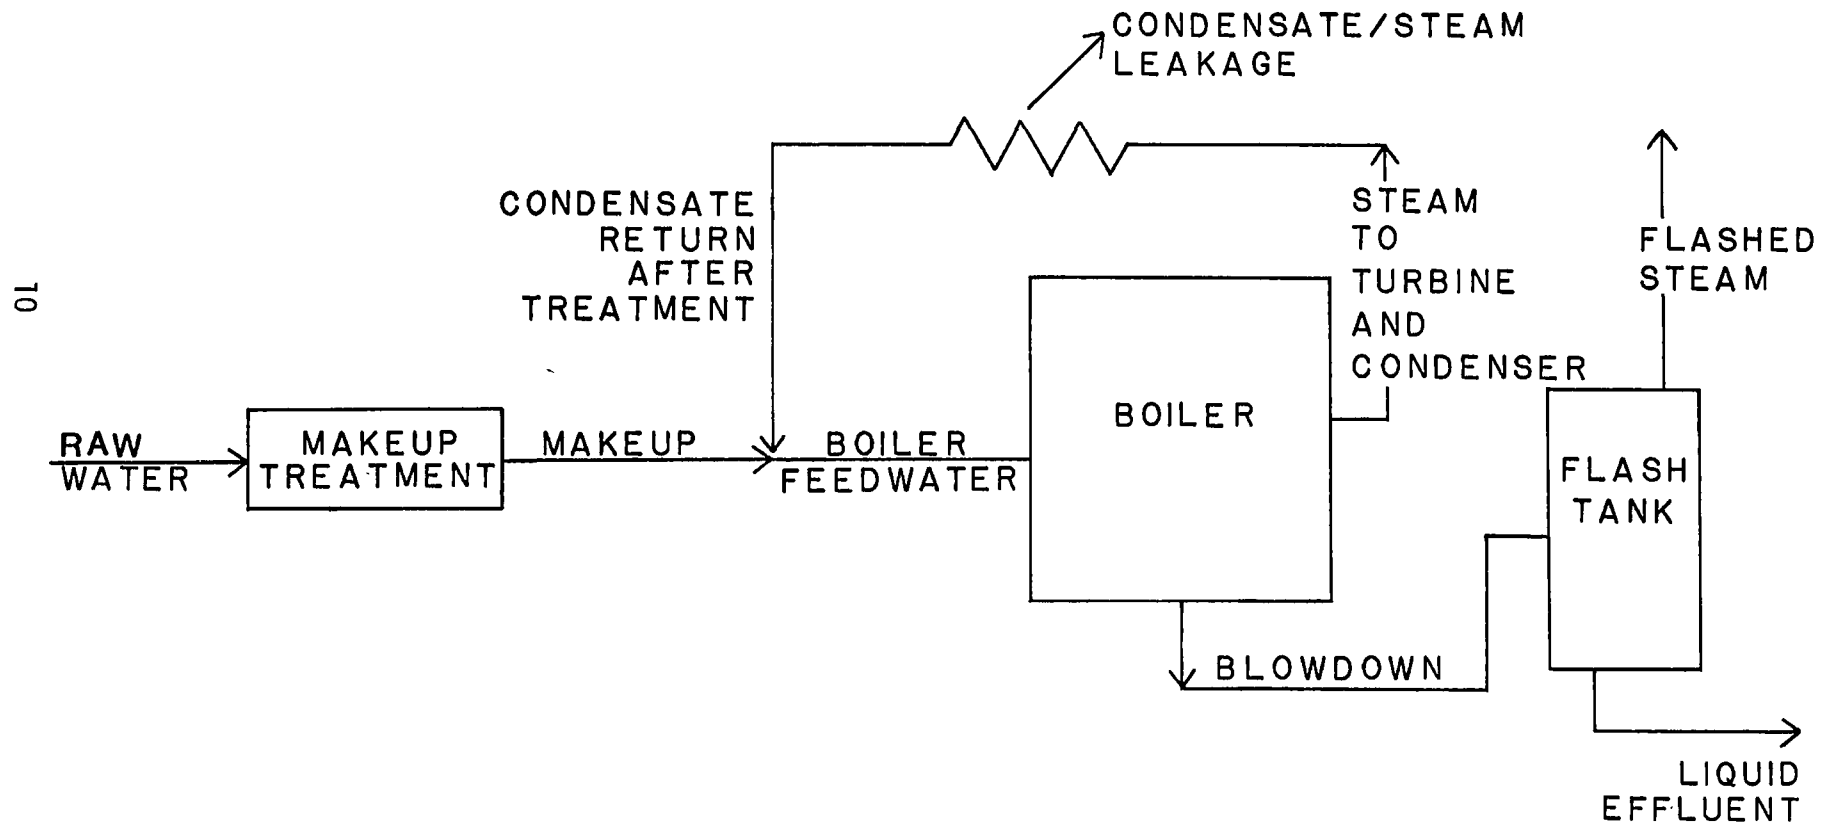 CONDENSATE/STEAM
LEAKAGE
CONDENSATE
RETURN
AFTER
TREATMENT
STEAM
TO
TURBINE
AND
CONDENSER
FLASHED
STEAM
10
RAW
WATER
MAKEUP
TREATMENT
MAKEUP
BOILER
FEEDWATER
BOILER
FLASH
TANK
BLOWDOWN
LIQUID
EFFLUENT